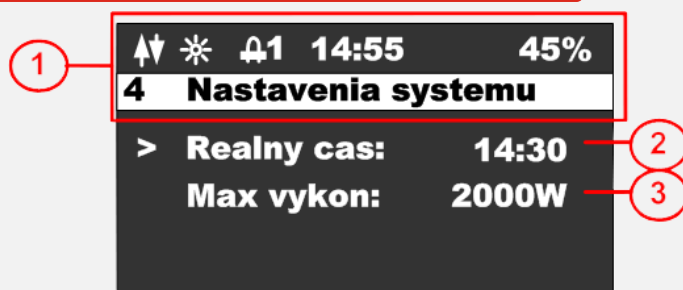 1 14:55 45%
4 Nastavenia systemu
> Realny cas: 14:30
Max vykon: 2000W
1
2
3